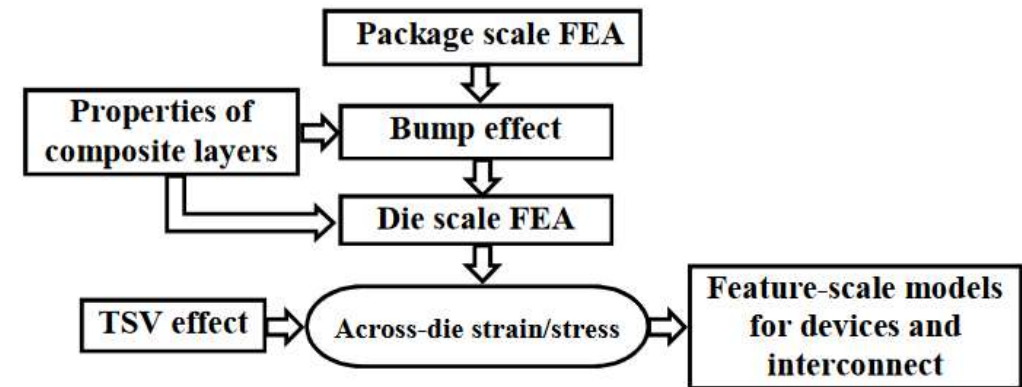 Package scale FEA
Properties of
composite layers
Bump effect
Die scale FEA
TSV effect
Across-die strain/stress
Feature-scale models
for devices and
interconnect